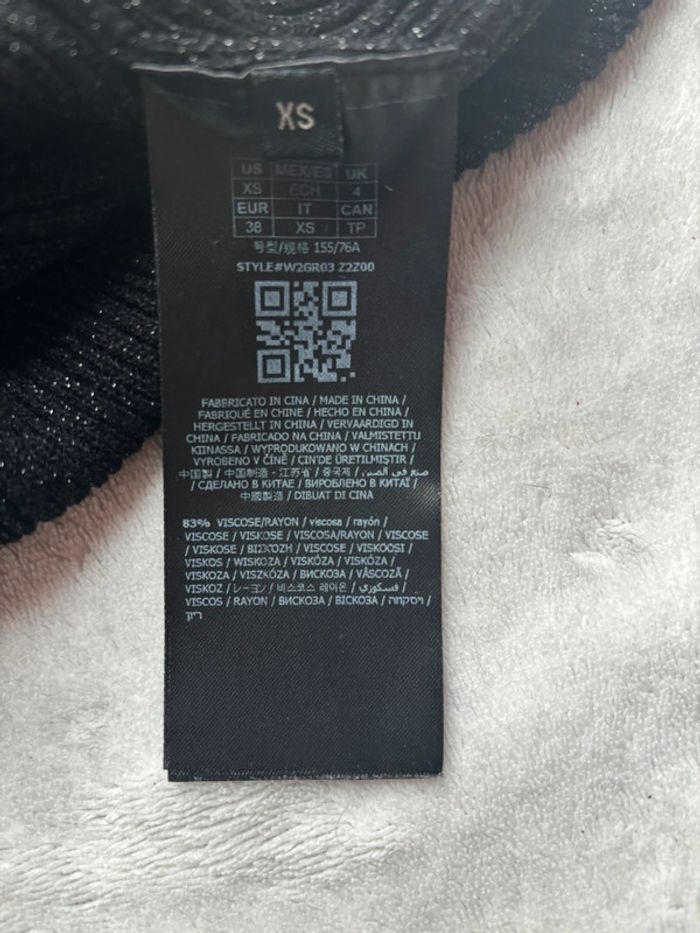 XS
US MEX/ES UK
XS ECH 4
EUR IT CAN
38 XS TP
号型/规格 155/76A
STYLE#W2GR03 Z2Z00
FABBRICATO IN CINA / MADE IN CHINA /
FABRIQUÉ EN CHINE / HECHO EN CHINA /
HERGESTELLT IN CHINA / VERVAARDIGD IN
CHINA / FABRICADO NA CHINA / VALMISTETTU
KIINASSA / WYPRODUKOWANO W CHINACH /
VYROBENO V ČÍNĚ / ÇİN'DE ÜRETİLMİŞTİR /
中国製 / 中国制造 - 江苏省 / 중국제 / صنع في الصين
/ СДЕЛАНО В КИТАЕ / ВИРОБЛЕНО В КИТАЇ /
中國製造 / DIBUAT DI CINA
83% VISCOSE/RAYON / viscosa / rayón /
VISCOSE / VISKOSE / VISCOSA/RAYON / VISCOSE
/ VISKOSE / ΒΙΣΚΟΖΗ / VISCOSE / VISKOOSI /
VISKOS / WISKOZA / VISKÓZA / VISKÓZA /
VISKOZA / VISZKÓZA / ВИСКОЗА / VÂSCOZĂ /
VISKOZ / レーヨン / 비스코스 레이온 / فسكوزي /
VISCOS / RAYON / ВИСКОЗА / ВІСКОЗА / ויסקוזה /
ריון